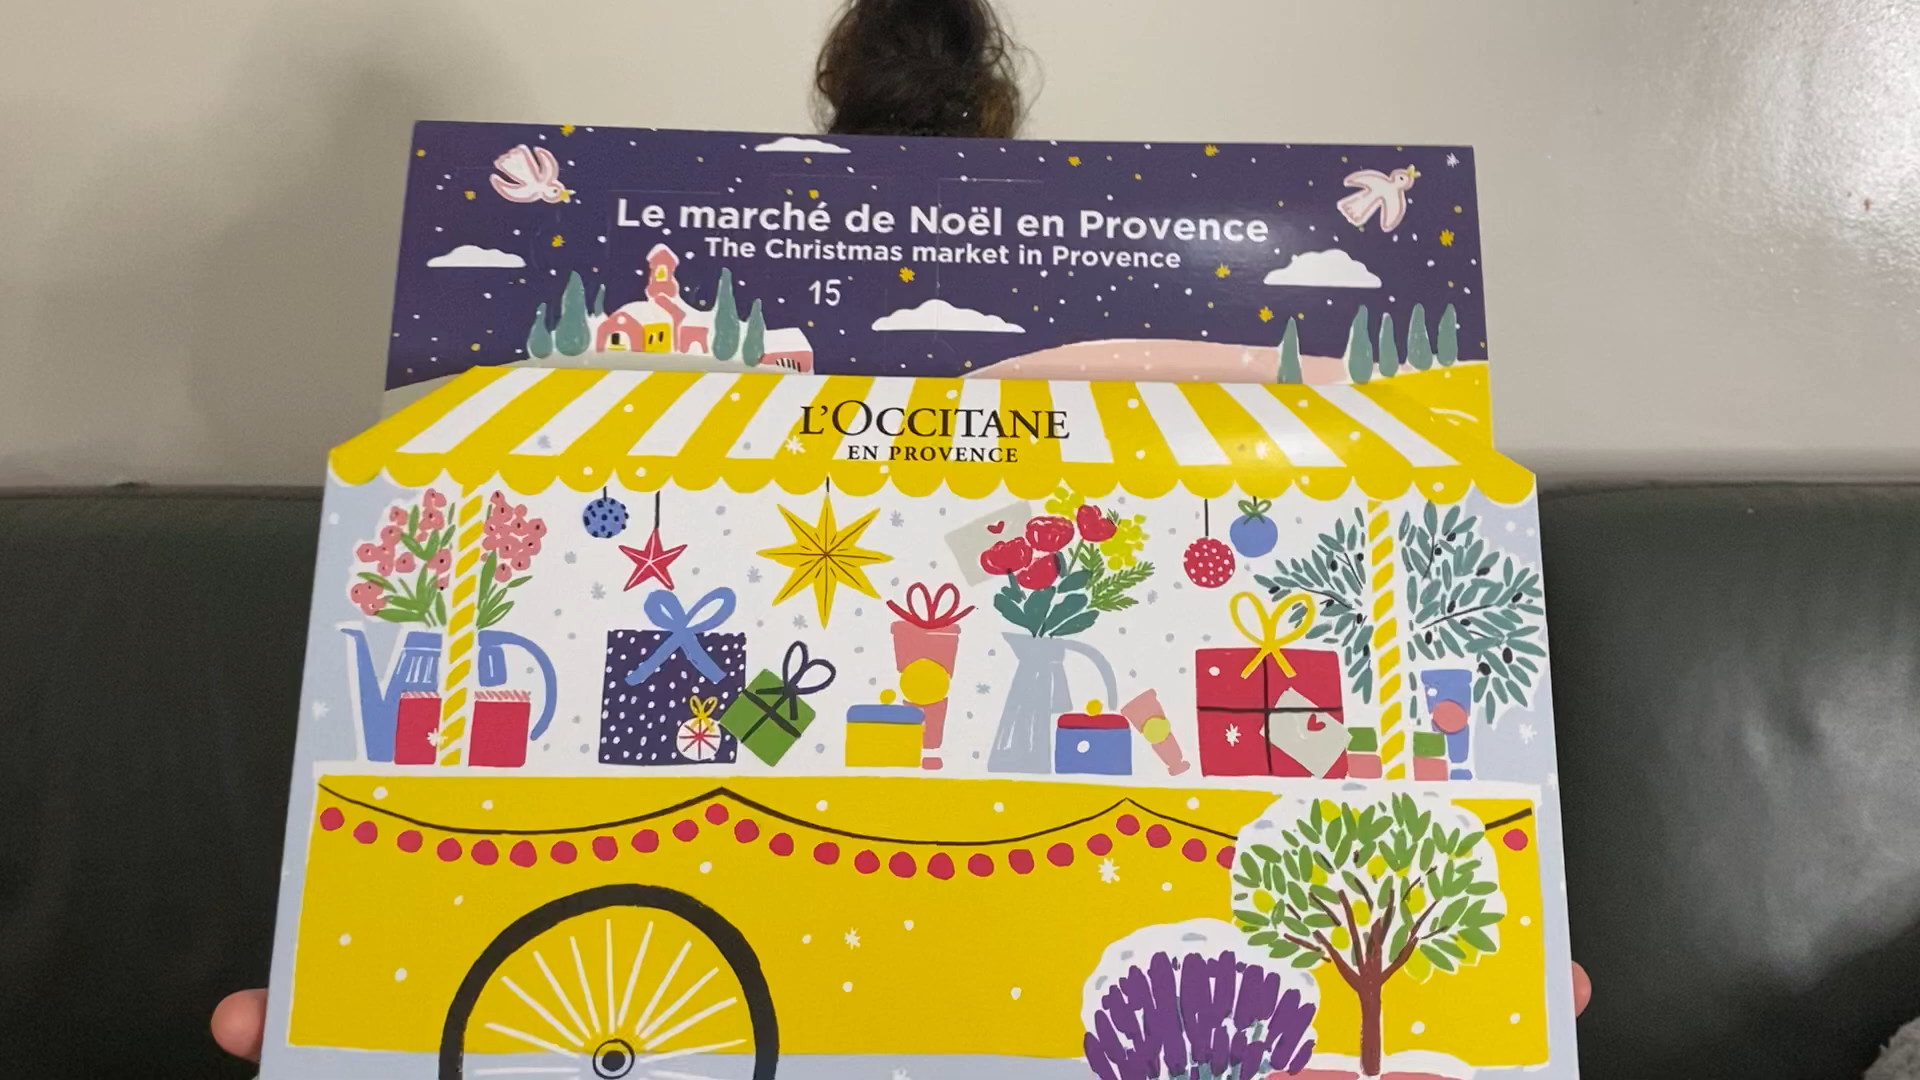 Le marché de Noël en Provence
The Christmas market in Provence
15
L'OCCITANE
EN PROVENCE